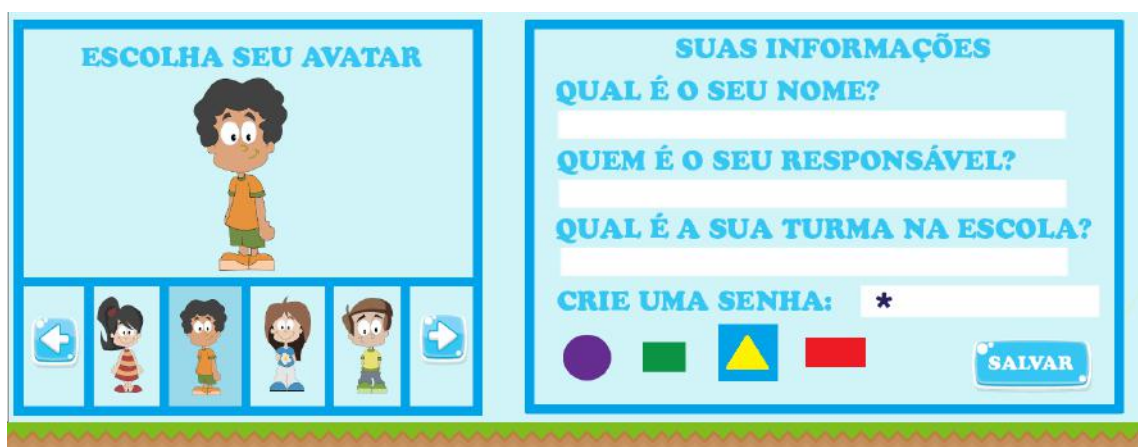 ESCOLHA SEU AVATAR
SUAS INFORMAÇÕES
QUAL É O SEU NOME?
QUEM É O SEU RESPONSÁVEL?
QUAL É A SUA TURMA NA ESCOLA?
CRIE UMA SENHA: *
SALVAR